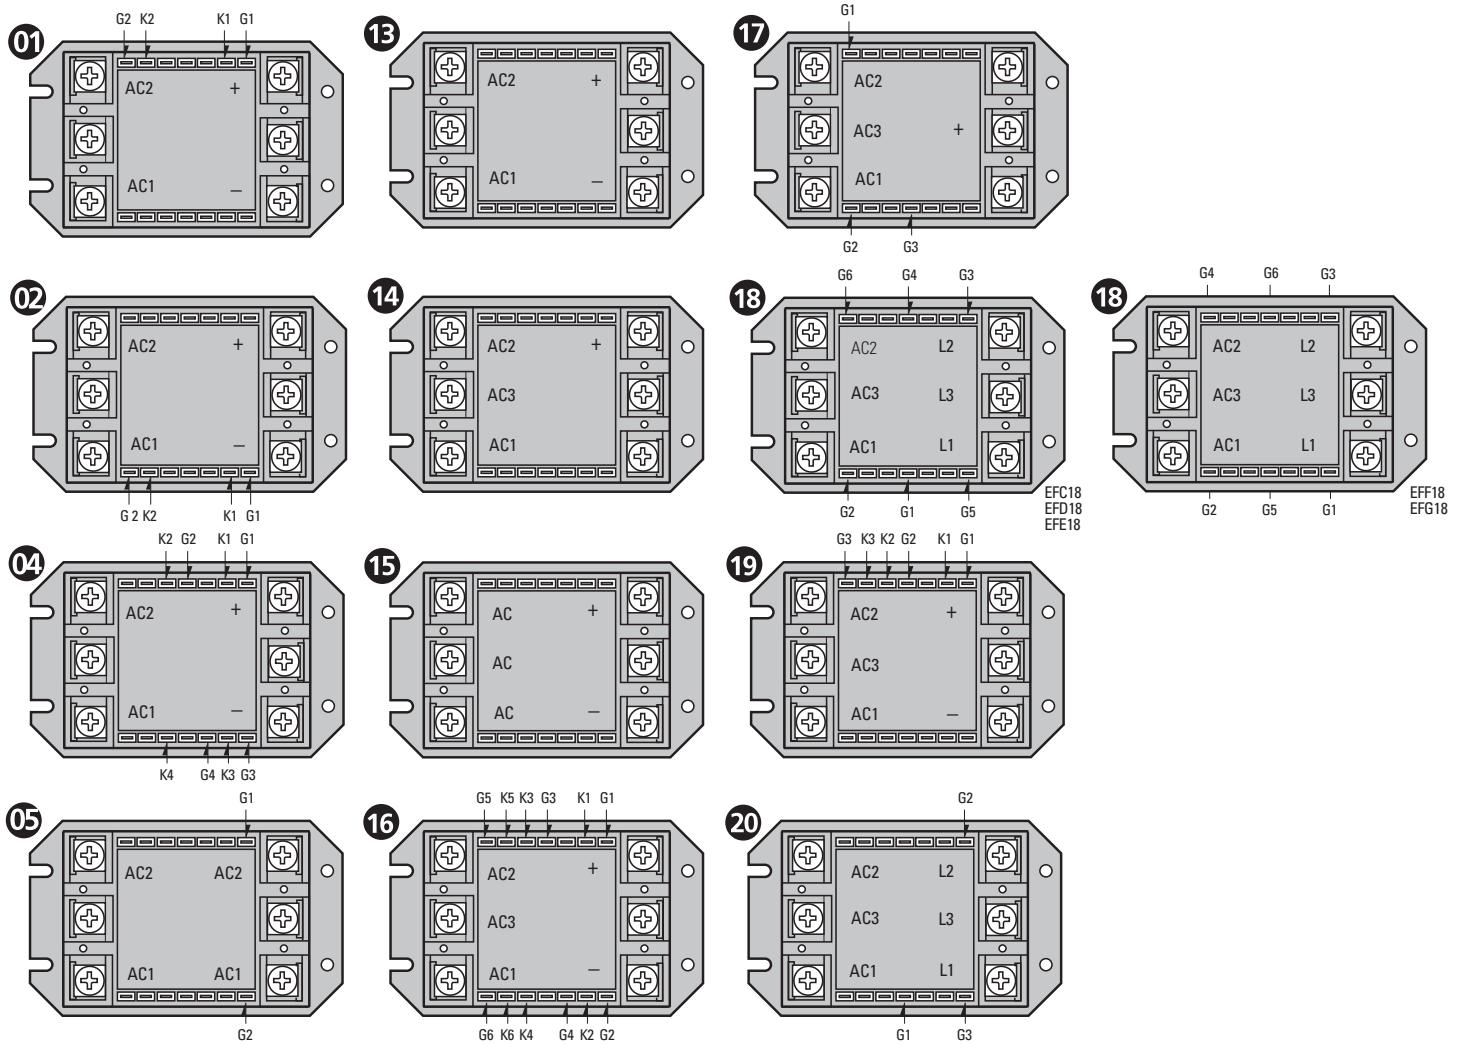 01
G2 K2 K1 G1
AC2 +
AC1 –
13
AC2 +
AC1 –
17
G1
AC2
AC3 +
AC1
G2 G3
02
AC2 +
AC1 –
G 2 K2 K1 G1
14
AC2 +
AC3
AC1
18
G6 G4 G3
AC2 L2
AC3 L3
AC1 L1
G2 G1 G5
EFC18
EFD18
EFE18
18
G4 G6 G3
AC2 L2
AC3 L3
AC1 L1
G2 G5 G1
EFF18
EFG18
04
K2 G2 K1 G1
AC2 +
AC1 –
K4 G4 K3 G3
15
AC +
AC
AC –
19
G3 K3 K2 G2 K1 G1
AC2 +
AC3
AC1 –
05
G1
AC2 AC2
AC1 AC1
G2
16
G5 K5 K3 G3 K1 G1
AC2 +
AC3
AC1 –
G6 K6 K4 G4 K2 G2
20
G2
AC2 L2
AC3 L3
AC1 L1
G1 G3